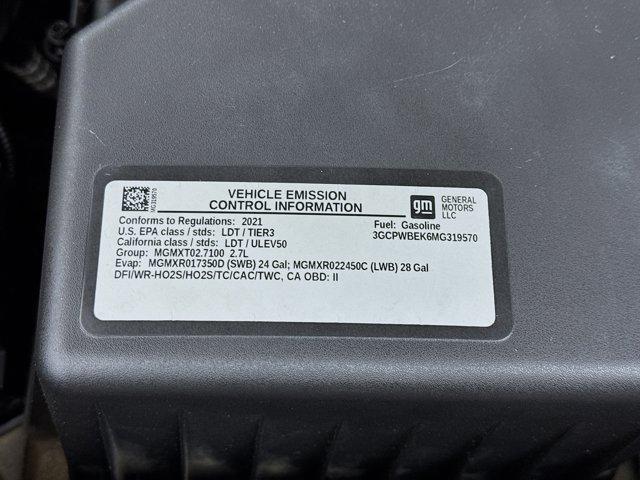 MG319570
VEHICLE EMISSION
CONTROL INFORMATION
gm
GENERAL
MOTORS
LLC
Conforms to Regulations: 2021
Fuel: Gasoline
U.S. EPA class / stds: LDT / TIER3
3GCPWBEK6MG319570
California class / stds: LDT / ULEV50
Group: MGMXT02.7100 2.7L
Evap: MGMXR017350D (SWB) 24 Gal; MGMXR022450C (LWB) 28 Gal
DFI/WR-HO2S/HO2S/TC/CAC/TWC, CA OBD: II